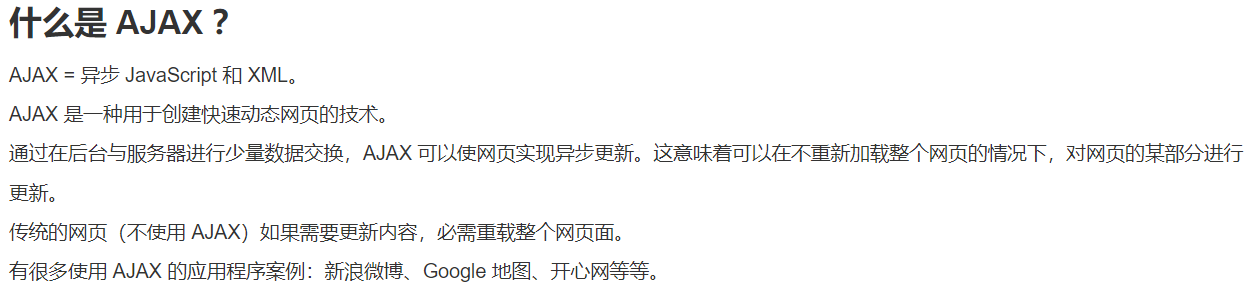 什么是 AJAX ?
AJAX = 异步 JavaScript 和 XML。
AJAX 是一种用于创建快速动态网页的技术。
通过在后台与服务器进行少量数据交换，AJAX 可以使网页实现异步更新。这意味着可以在不重新加载整个网页的情况下，对网页的某部分进行
更新。
传统的网页（不使用 AJAX）如果需要更新内容，必需重载整个网页面。
有很多使用 AJAX 的应用程序案例：新浪微博、Google 地图、开心网等等。